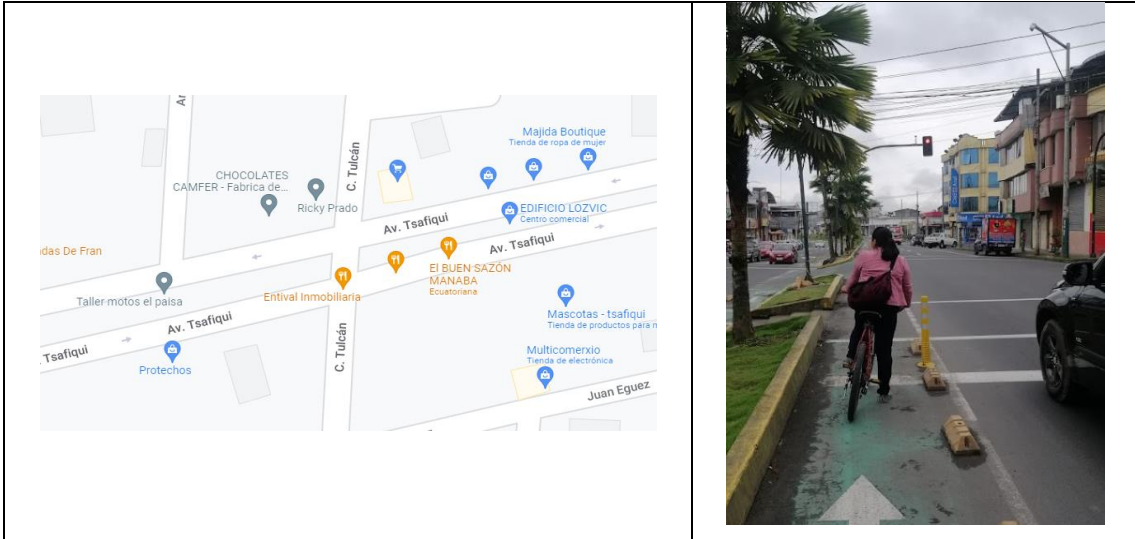 Ar
Majida Boutique
Tienda de ropa de mujer
CHOCOLATES
CAMFER - Fabrica de...
C. Tulcán
Ricky Prado
EDIFICIO LOZVIC
Centro comercial
Av. Tsafiqui
Av. Tsafiqui
das De Fran
El BUEN SAZÓN
MANABA
Ecuatoriana
Taller motos el paisa
Entival Inmobiliaria
Mascotas - tsafiqui
Tienda de productos para m
Av. Tsafiqui
Tsafiqui
C. Tulcán
Multicomerxio
Tienda de electrónica
Protechos
Juan Eguez